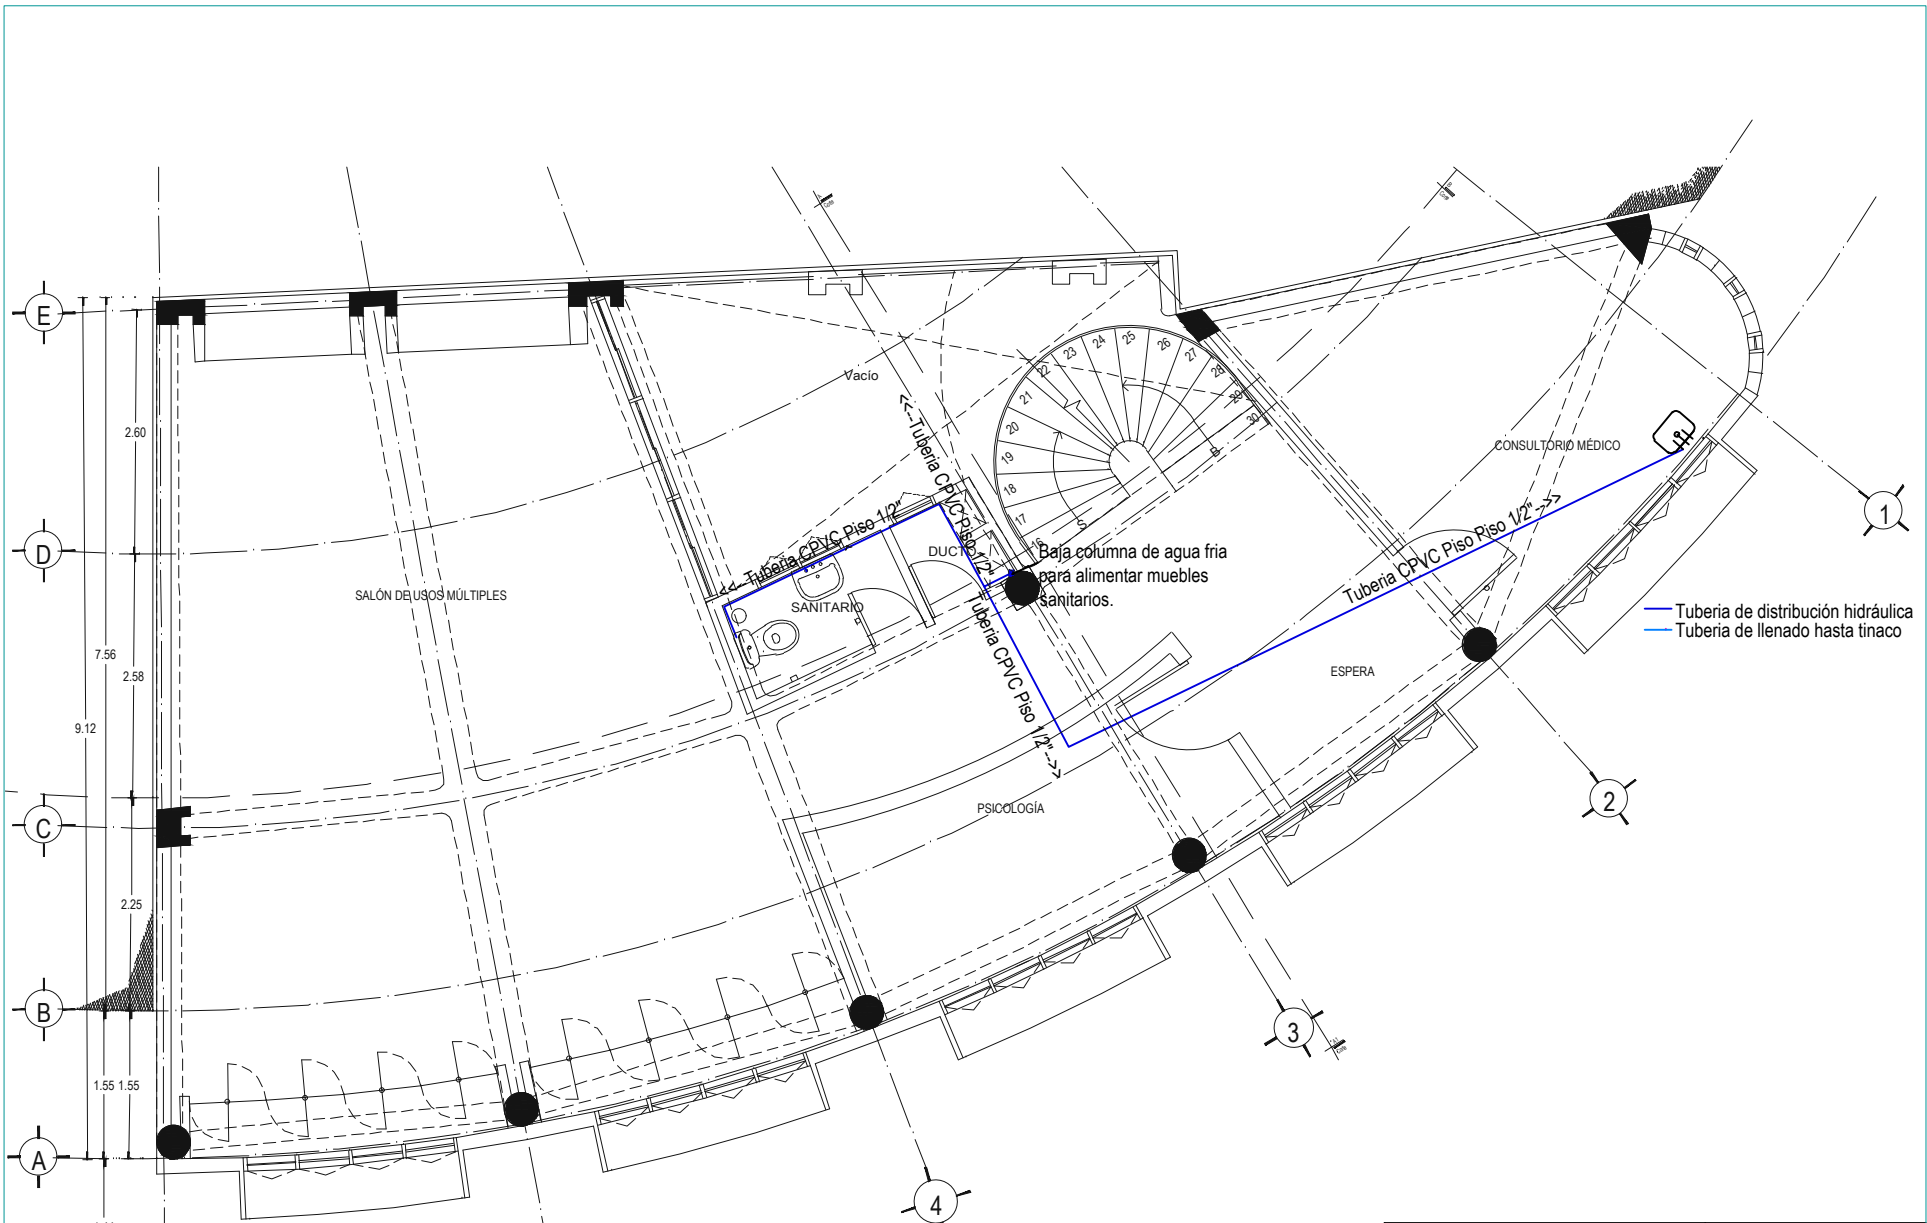 A
Corte
B
Corte
E
2.60
Vacío
22
23
24
25
26
27
28
29
30
21
20
19
18
17
16
B
S
CONSULTORIO MÉDICO
1
<<--Tuberia CPVC Piso 1/2"
<<--Tuberia CPVC Piso 1/2"
D
DUCTO
Baja columna de agua fria
para alimentar muebles
sanitarios.
Tuberia CPVC Piso Piso 1/2"-->>
SALÓN DE USOS MÚLTIPLES
SANITARIO
Tuberia CPVC Piso 1/2"-->>
Tuberia de distribución hidráulica
Tuberia de llenado hasta tinaco
7.56
2.58
ESPERA
9.12
2
C
PSICOLOGÍA
2.25
B
3
A1
Corte
1.55
1.55
A
4